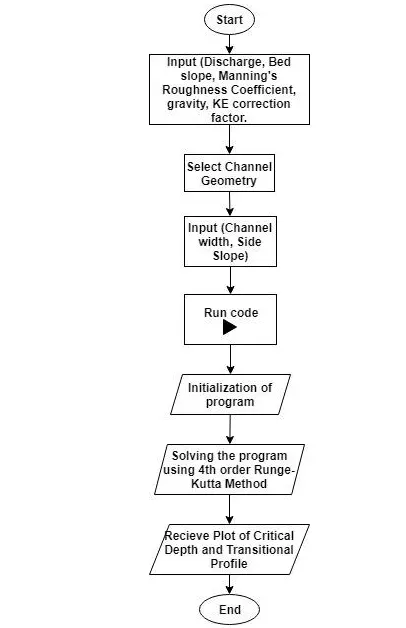 Start
Input (Discharge, Bed
slope, Manning's
Roughness Coefficient,
gravity, KE correction
factor.
Select Channel
Geometry
Input (Channel
width, Side
Slope)
Run code
Initialization of
program
Solving the program
using 4th order Runge-
Kutta Method
Recieve Plot of Critical
Depth and Transitional
Profile
End